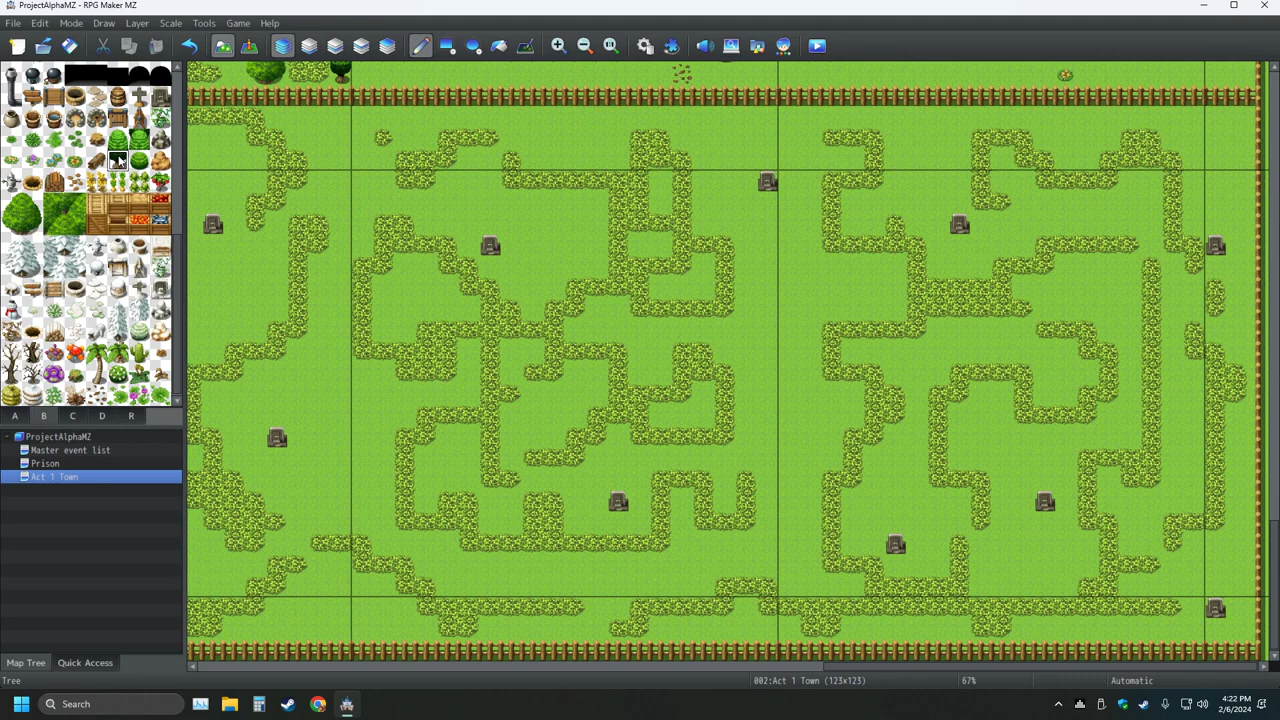 ProjectAlphaMZ - RPG Maker MZ
File Edit Mode Draw Layer Scale Tools Game Help
A B C D R
ProjectAlphaMZ
Master event list
Prison
Act 1 Town
Map Tree Quick Access
Tree 002:Act 1 Town (123x123) 67% Automatic
Search
4:22 PM
2/6/2024